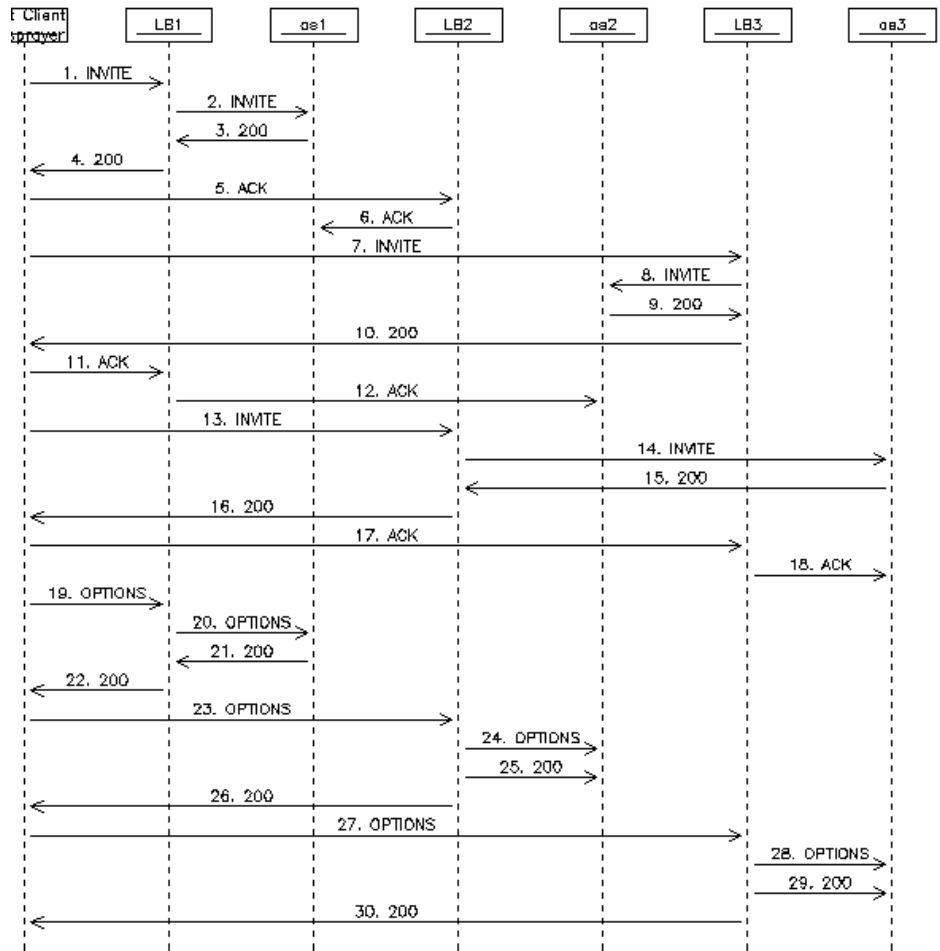 t Client
sprayer
LB1
as1
LB2
as2
LB3
as3
1. INVITE
2. INVITE
3. 200
4. 200
5. ACK
6. ACK
7. INVITE
8. INVITE
9. 200
10. 200
11. ACK
12. ACK
13. INVITE
14. INVITE
15. 200
16. 200
17. ACK
18. ACK
19. OPTIONS
20. OPTIONS
21. 200
22. 200
23. OPTIONS
24. OPTIONS
25. 200
26. 200
27. OPTIONS
28. OPTIONS
29. 200
30. 200